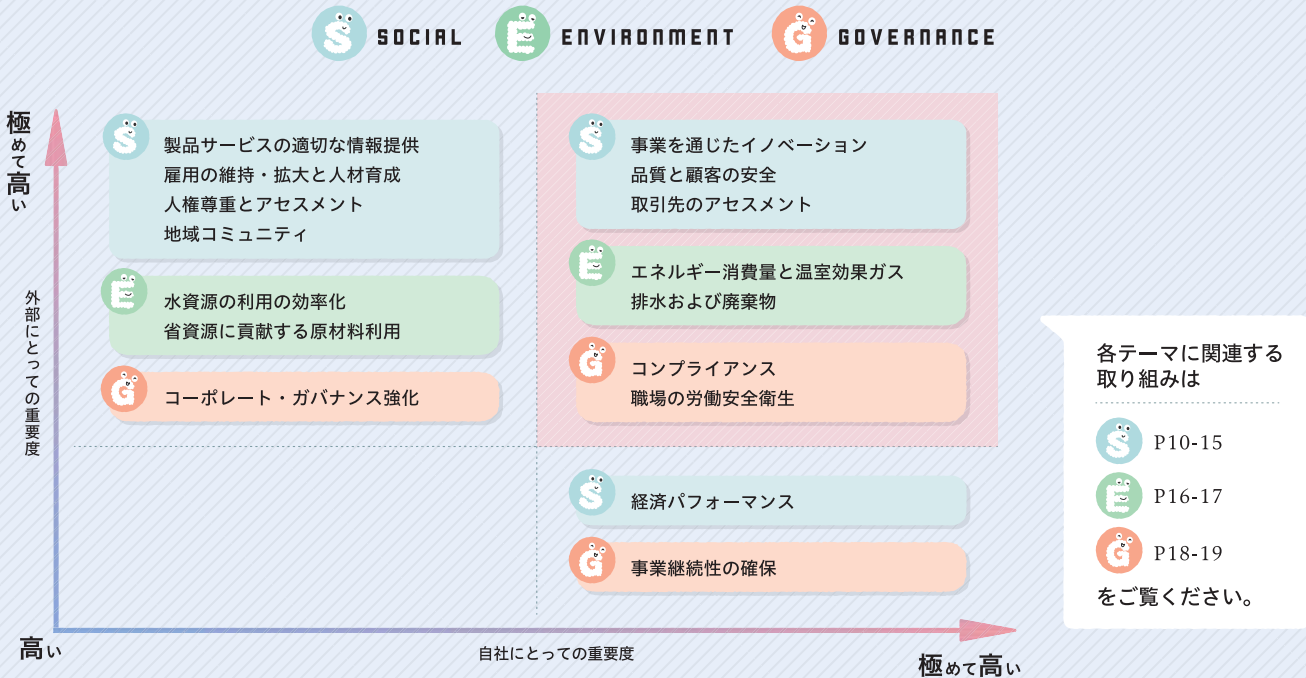 S SOCIAL E ENVIRONMENT G GOVERNANCE
極めて高い
外部にとっての重要度
S
製品サービスの適切な情報提供
雇用の維持・拡大と人材育成
人権尊重とアセスメント
地域コミュニティ
E
水資源の利用の効率化
省資源に貢献する原材料利用
G
コーポレート・ガバナンス強化
S
事業を通じたイノベーション
品質と顧客の安全
取引先のアセスメント
E
エネルギー消費量と温室効果ガス
排水および廃棄物
G
コンプライアンス
職場の労働安全衛生
S
経済パフォーマンス
G
事業継続性の確保
高い
自社にとっての重要度
極めて高い
各テーマに関連する
取り組みは
S P10-15
E P16-17
G P18-19
をご覧ください。